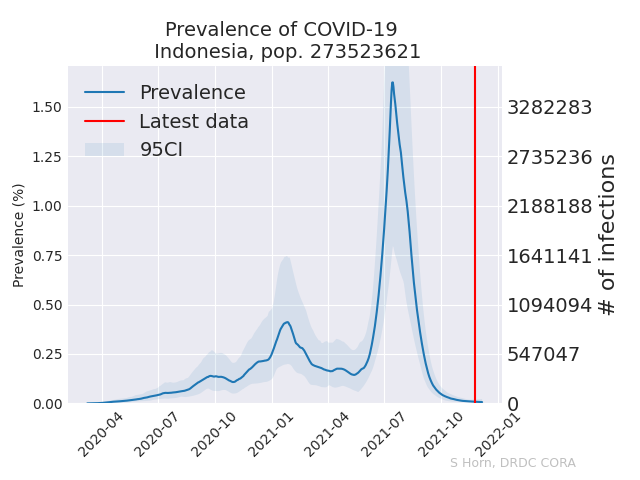 Prevalence of COVID-19
Indonesia, pop. 273523621
Prevalence
Latest data
95CI
Prevalence (%)
1.50
1.25
1.00
0.75
0.50
0.25
0.00
3282283
2735236
2188188
1641141
1094094
547047
0
# of infections
2020-04
2020-07
2020-10
2021-01
2021-04
2021-07
2021-10
2022-01
S Horn, DRDC CORA